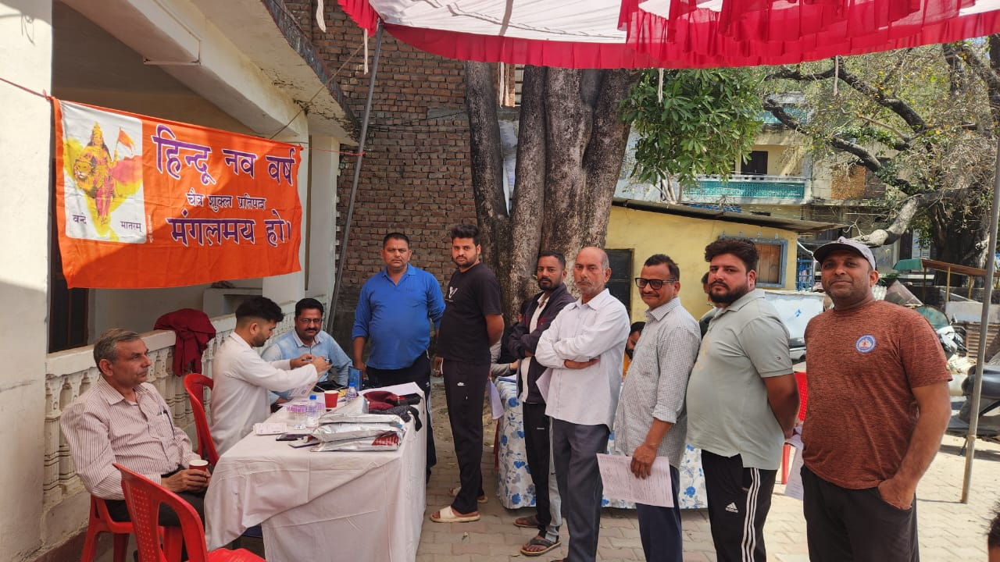 हिन्दू नव वर्ष
चैत्र शुक्ल प्रतिपदा
मंगलमय हो।
वन्दे मातरम्